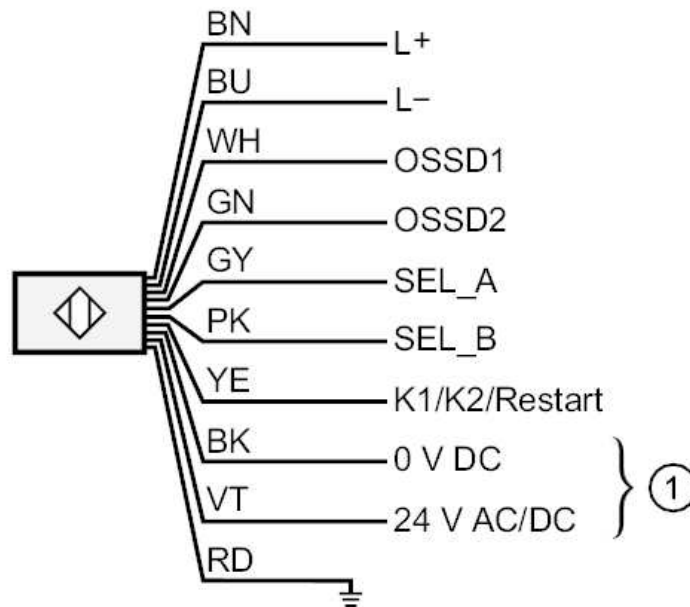 BN L+
BU L−
WH OSSD1
GN OSSD2
GY SEL_A
PK SEL_B
YE K1/K2/Restart
BK 0 V DC
VT 24 V AC/DC
1
RD